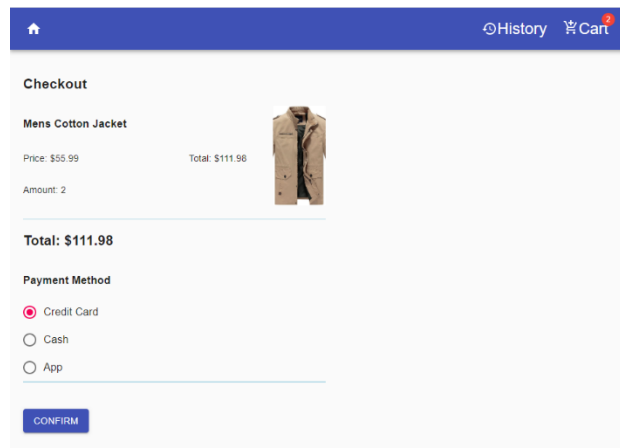 History Cart 2
Checkout
Mens Cotton Jacket
Price: $55.99 Total: $111.98
Amount: 2
Total: $111.98
Payment Method
Credit Card
Cash
App
CONFIRM